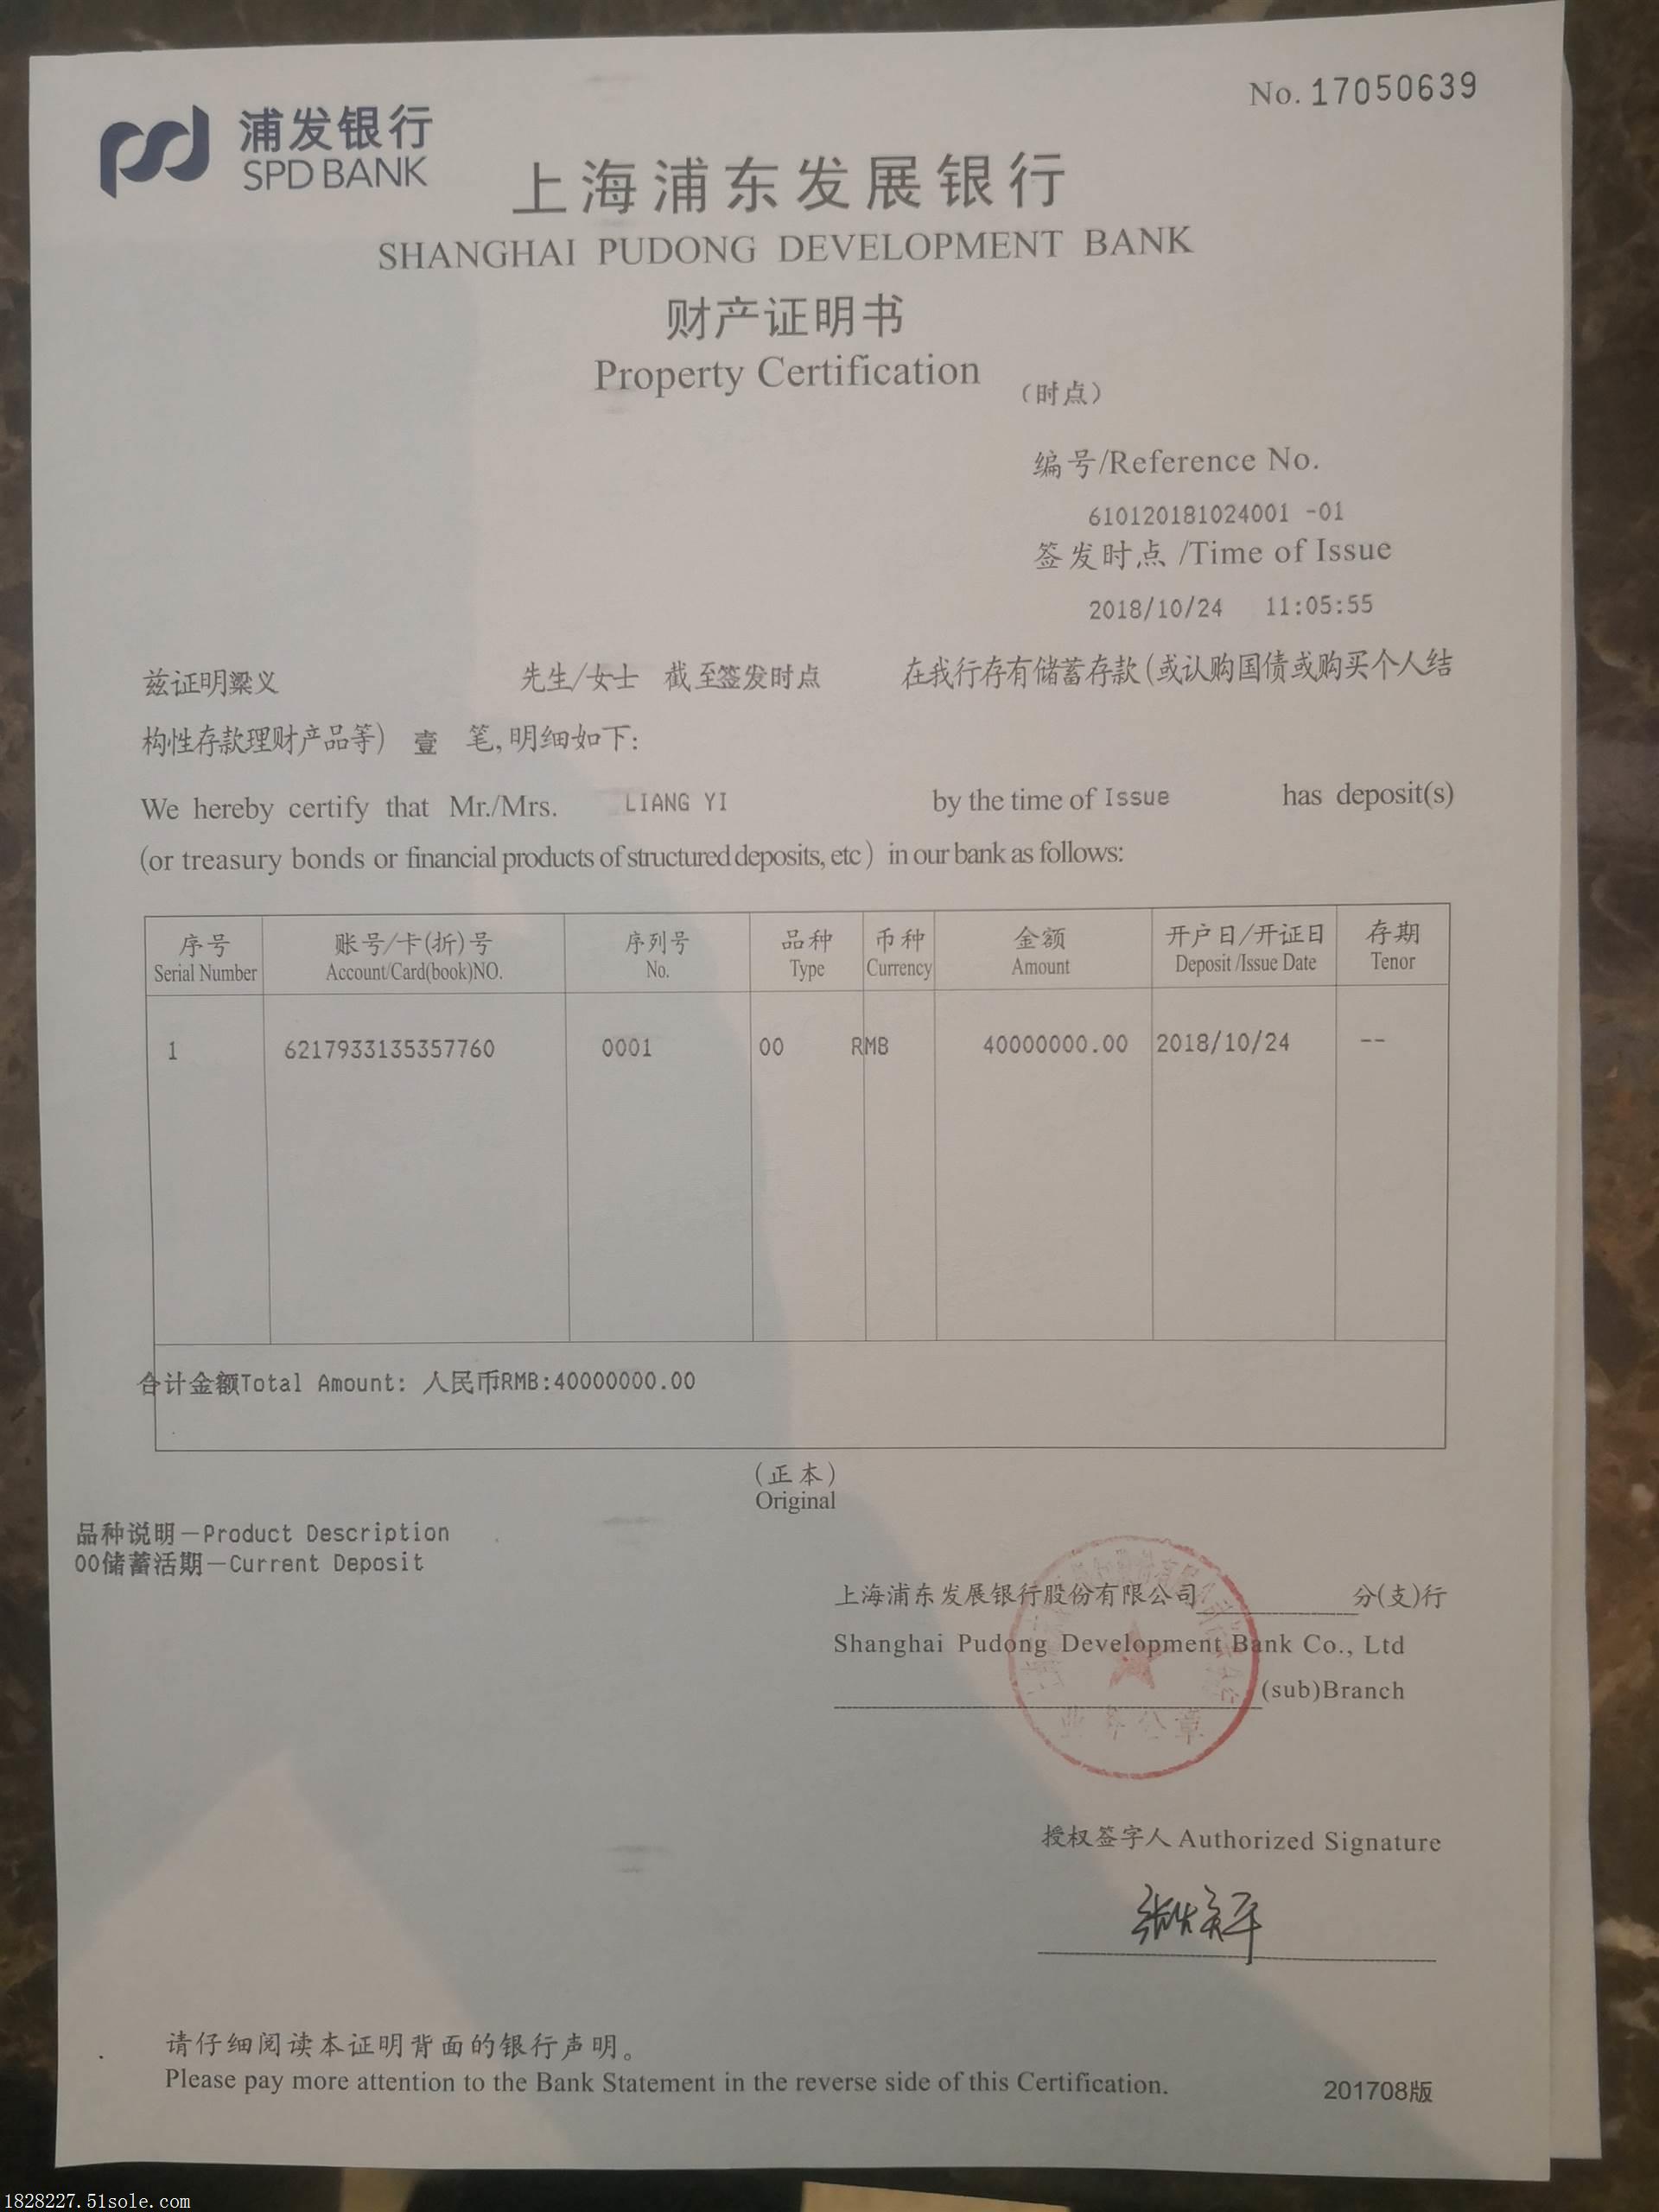 No. 17050639
浦发银行
SPD BANK
上海浦东发展银行
SHANGHAI PUDONG DEVELOPMENT BANK
财产证明书
Property Certification （时点）
编号/Reference No.
610120181024001 -01
签发时点 /Time of Issue
2018/10/24 11:05:55
兹证明梁义 先生/女士 截至签发时点 在我行存有储蓄存款(或认购国债或购买个人结
构性存款理财产品等) 壹 笔,明细如下:
We hereby certify that Mr./Mrs. LIANG YI by the time of Issue has deposit(s)
(or treasury bonds or financial products of structured deposits, etc) in our bank as follows:
序号 账号/卡(折)号 序列号 品种 币种 金额 开户日/开证日 存期
Serial Number Account/Card(book)NO. No. Type Currency Amount Deposit /Issue Date Tenor
1 6217933135357760 0001 00 RMB 40000000.00 2018/10/24 --
合计金额Total Amount: 人民币RMB:40000000.00
(正本)
Original
品种说明－Product Description
00储蓄活期－Current Deposit
上海浦东发展银行股份有限公司 分(支)行
Shanghai Pudong Development Bank Co., Ltd
(sub)Branch
业务公章
授权签字人 Authorized Signature
请仔细阅读本证明背面的银行声明。
Please pay more attention to the Bank Statement in the reverse side of this Certification.
201708版
1828227.51sole.com